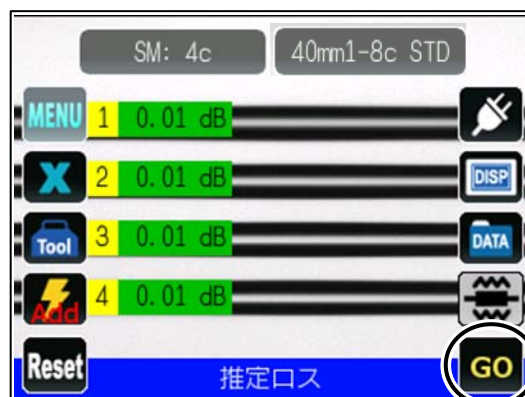 SM: 4c 40mm1-8c STD
MENU 1 0.01 dB
X 2 0.01 dB DISP
Tool 3 0.01 dB DATA
Add 4 0.01 dB
Reset 推定ロス GO